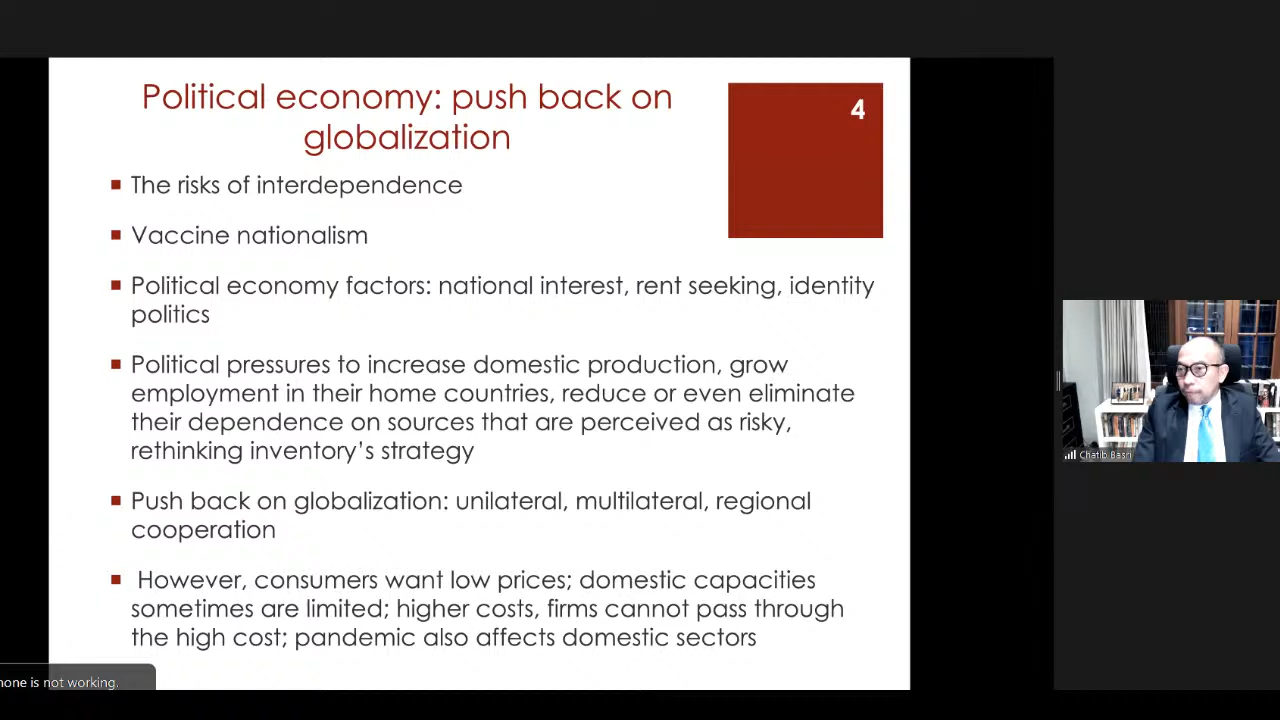 Political economy: push back on
globalization
4
The risks of interdependence
Vaccine nationalism
Political economy factors: national interest, rent seeking, identity
politics
Political pressures to increase domestic production, grow
employment in their home countries, reduce or even eliminate
their dependence on sources that are perceived as risky,
rethinking inventory's strategy
Push back on globalization: unilateral, multilateral, regional
cooperation
However, consumers want low prices; domestic capacities
sometimes are limited; higher costs, firms cannot pass through
the high cost; pandemic also affects domestic sectors
Chatib Basri
hone is not working.